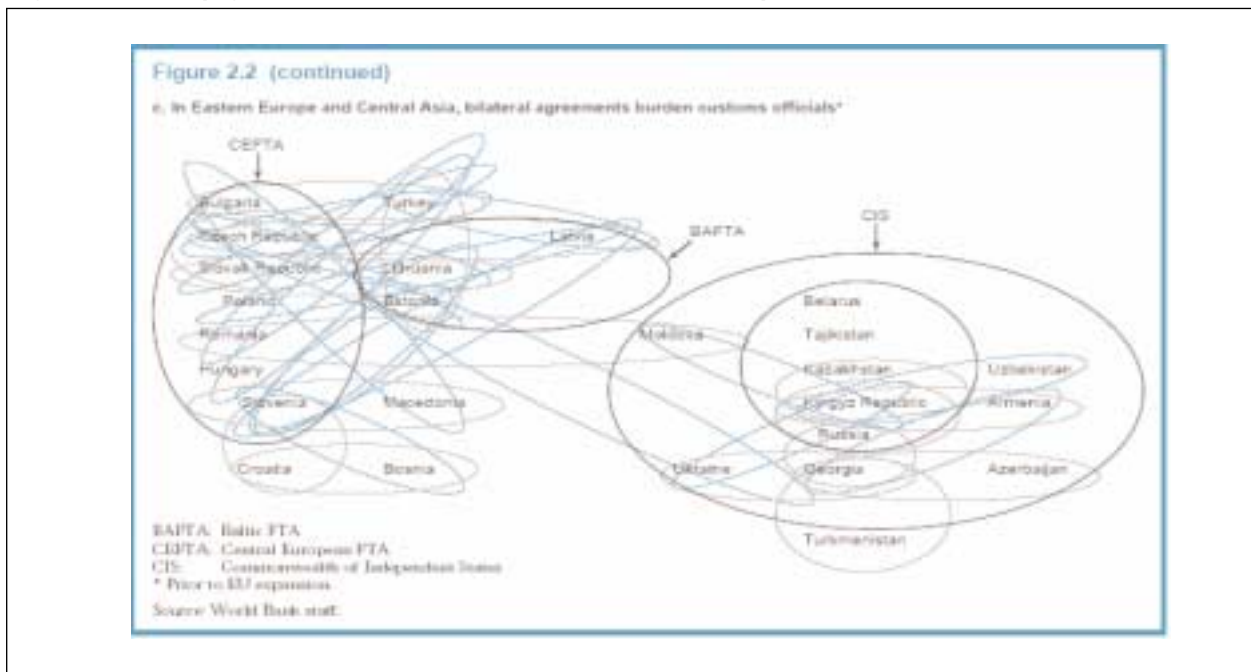 Figure 2.2 (continued)
c. In Eastern Europe and Central Asia, bilateral agreements burden customs officials*
CEFTA
CIS
BAFTA
Bulgaria
Turkey
Czech Republic
Latvia
Slovak Republic
Lithuania
Poland
Estonia
Belarus
Romania
Moldova
Tajikistan
Hungary
Kazakhstan
Uzbekistan
Slovenia
Macedonia
Kyrgyz Republic
Armenia
Russia
Croatia
Bosnia
Ukraine
Georgia
Azerbaijan
Turkmenistan
BAFTA: Baltic FTA
CEFTA: Central European FTA
CIS: Commonwealth of Independent States
* Prior to EU expansion.
Source: World Bank staff.